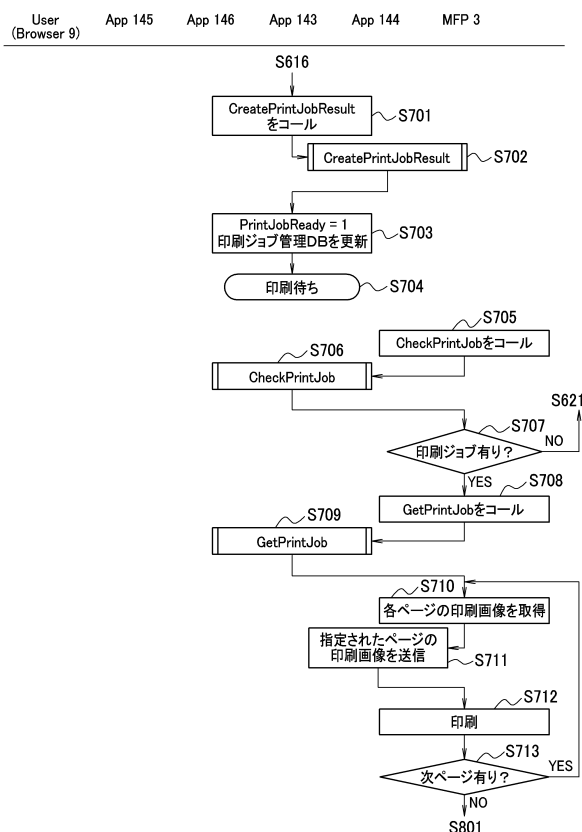 User
(Browser 9)
App 145
App 146
App 143
App 144
MFP 3
S616
CreatePrintJobResult
をコール
S701
CreatePrintJobResult
S702
PrintJobReady = 1
印刷ジョブ管理DBを更新
S703
印刷待ち
S704
S705
CheckPrintJobをコール
S706
CheckPrintJob
S621
S707
印刷ジョブ有り？
NO
YES
S708
GetPrintJobをコール
S709
GetPrintJob
S710
各ページの印刷画像を取得
指定されたページの
印刷画像を送信
S711
S712
印刷
S713
次ページ有り？
YES
NO
S801